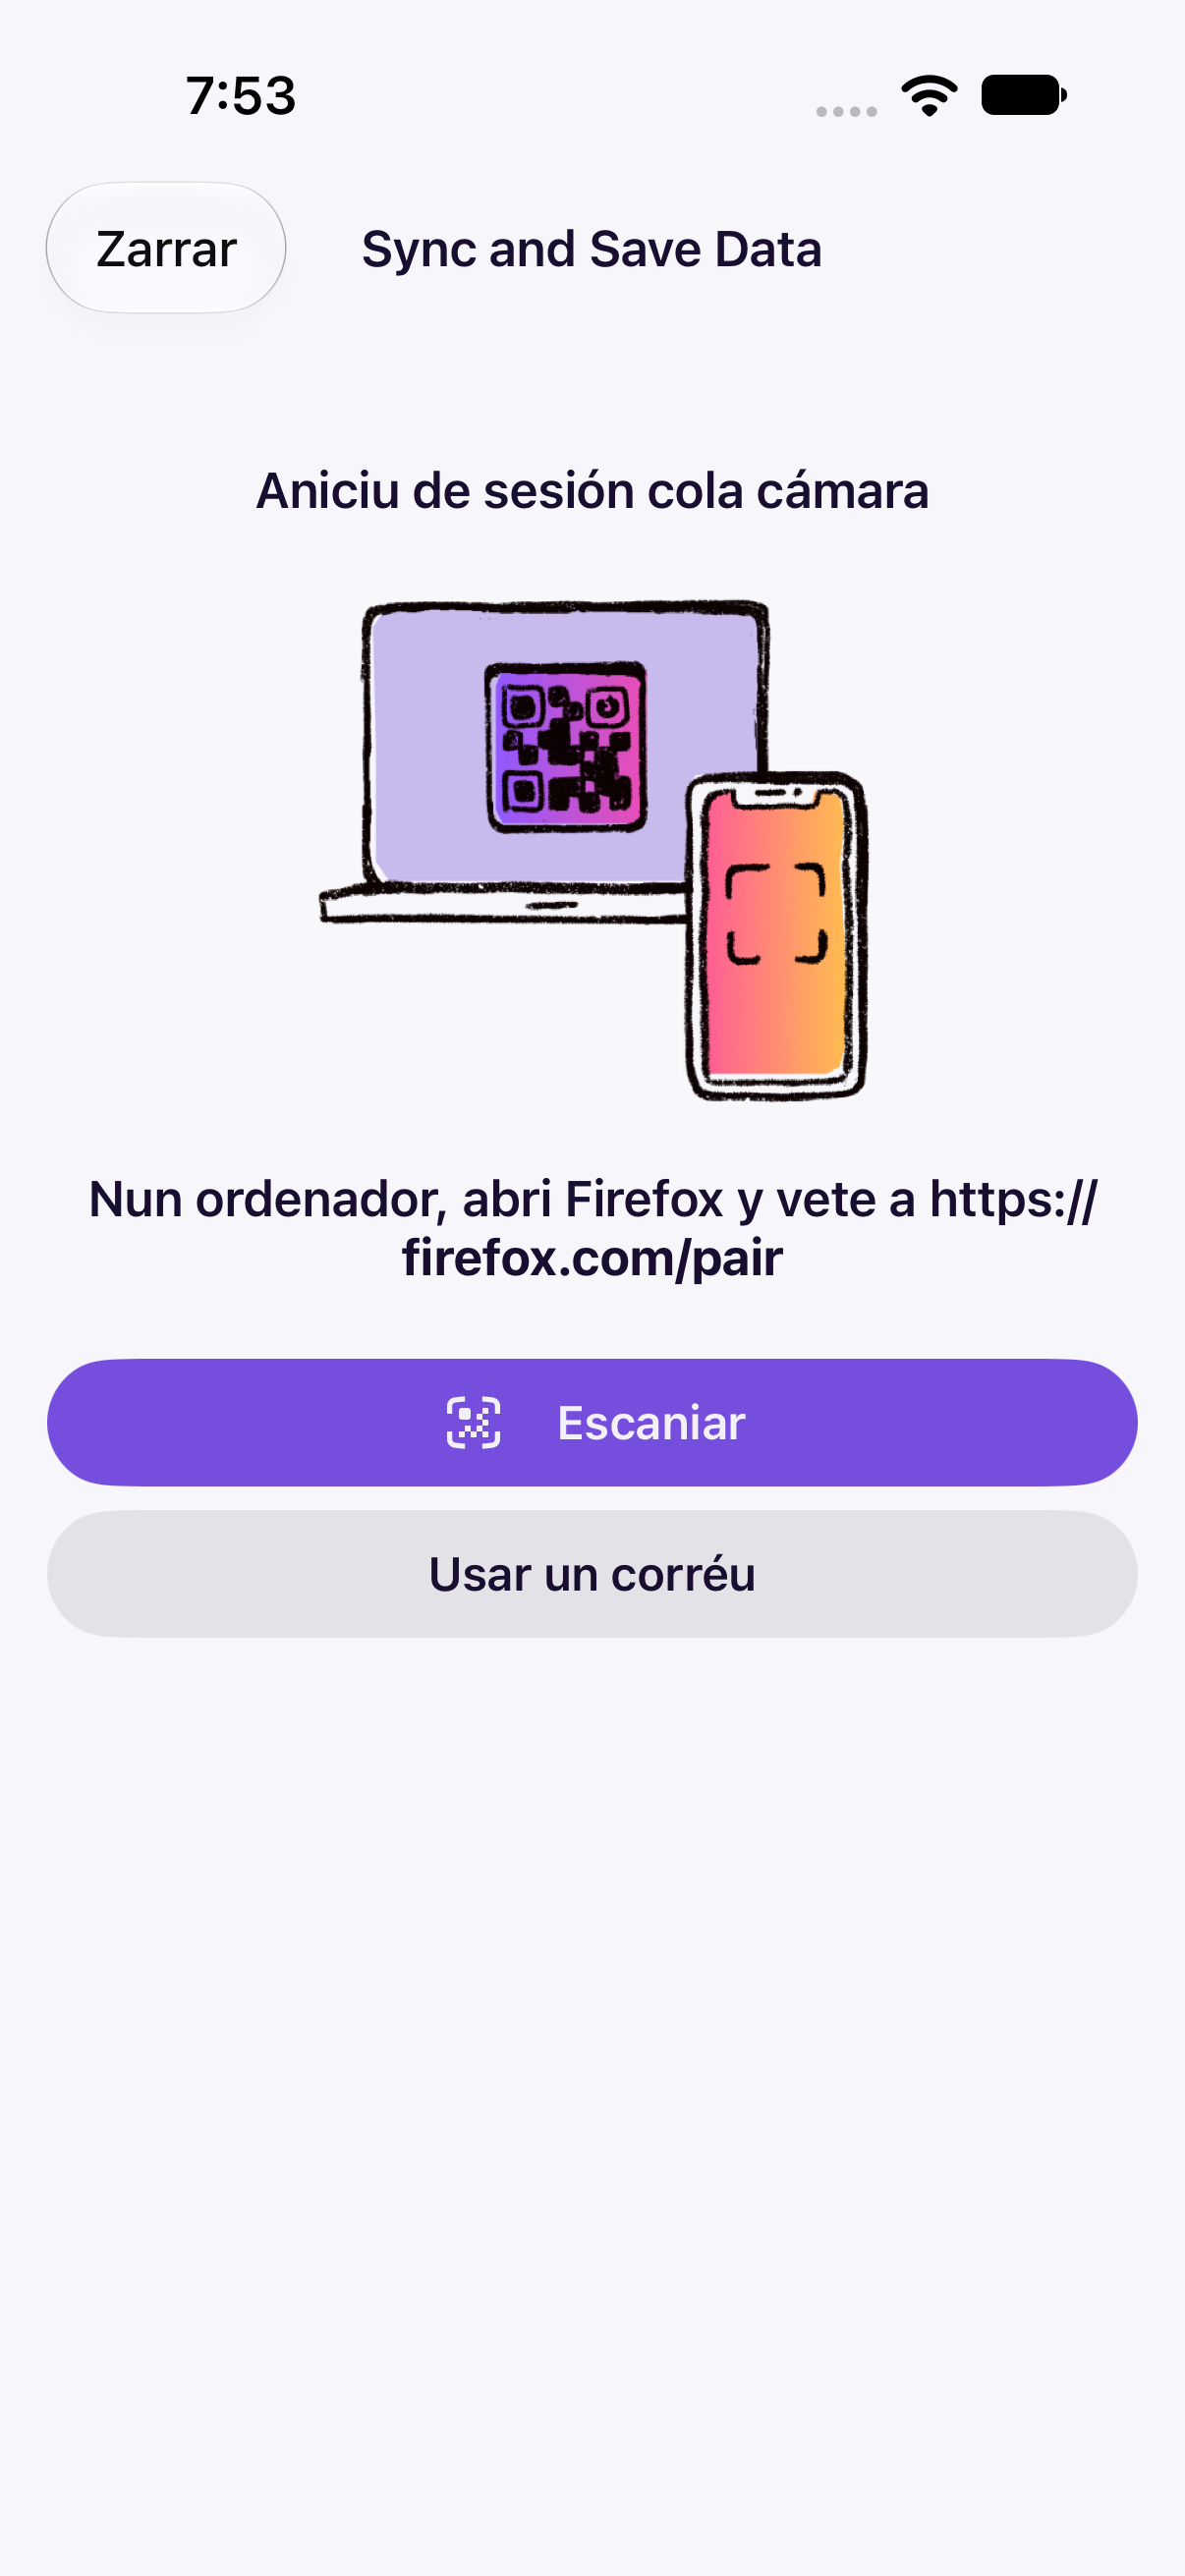 7:53
Zarrar
Sync and Save Data
Aniciu de sesión cola cámara
Nun ordenador, abri Firefox y vete a https://
firefox.com/pair
Escaniar
Usar un corréu